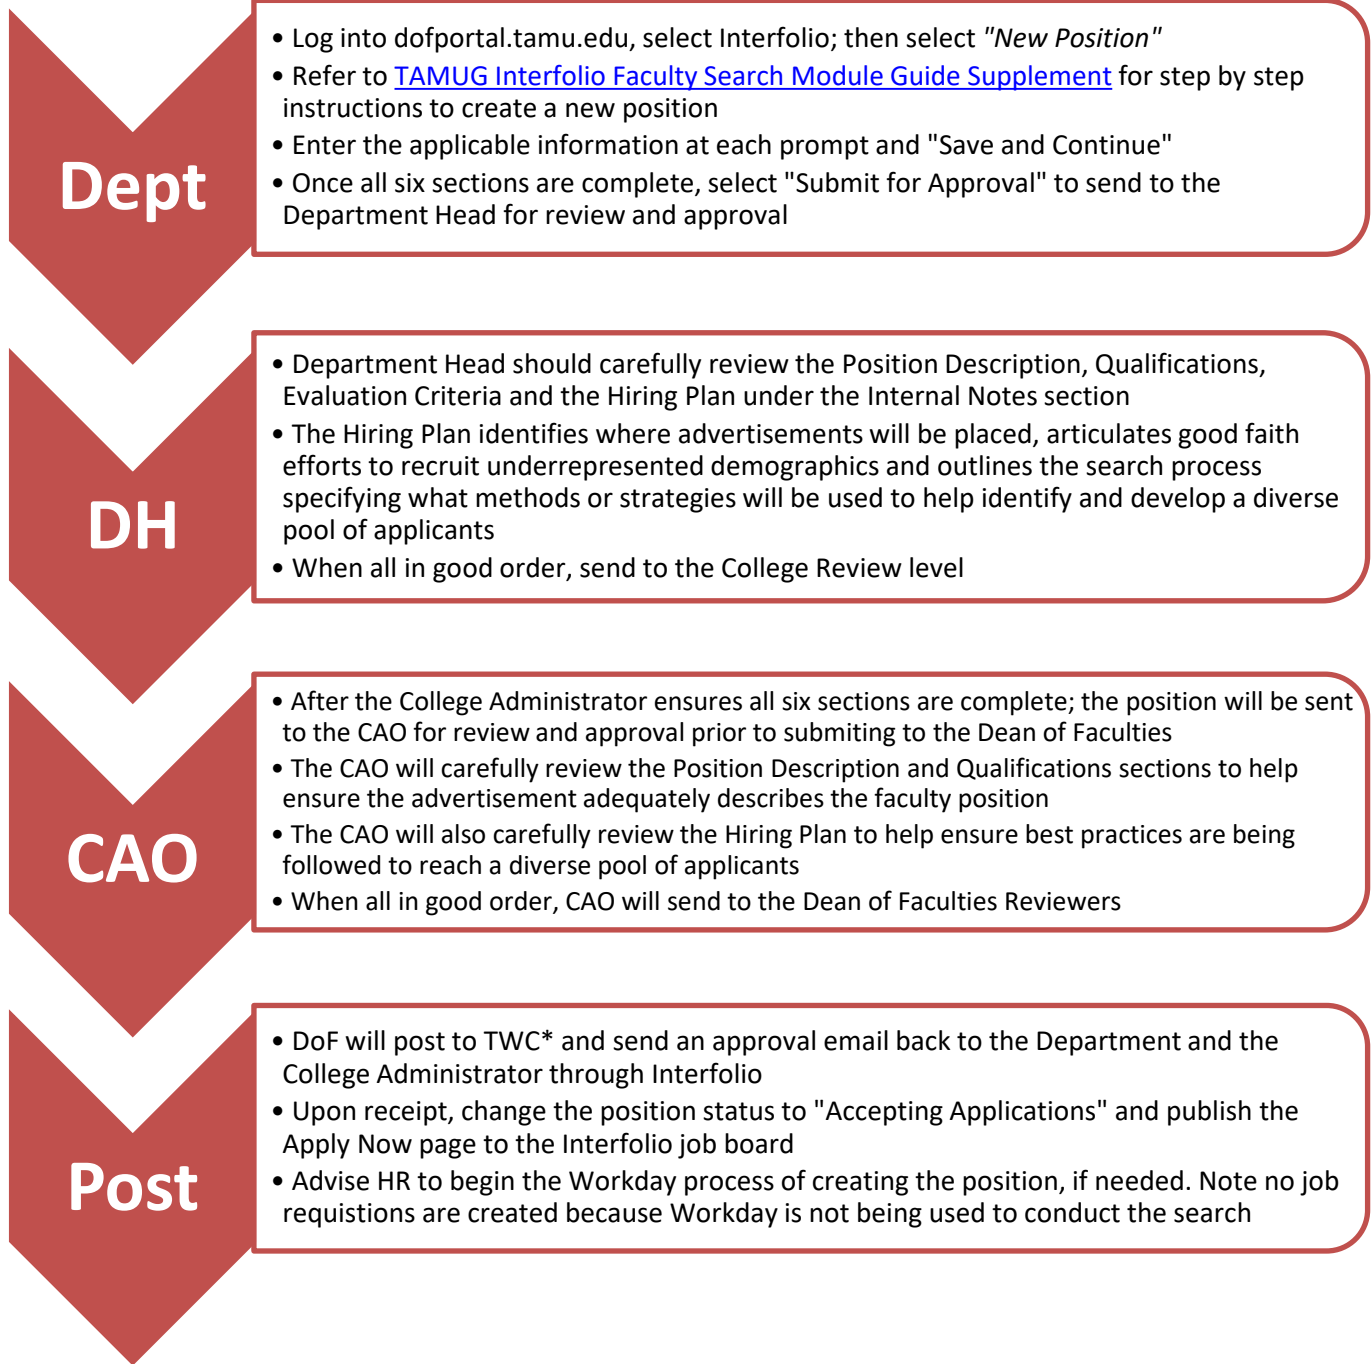 Dept
• Log into dofportal.tamu.edu, select Interfolio; then select "New Position"
• Refer to TAMUG Interfolio Faculty Search Module Guide Supplement for step by step
instructions to create a new position
• Enter the applicable information at each prompt and "Save and Continue"
• Once all six sections are complete, select "Submit for Approval" to send to the
Department Head for review and approval
DH
• Department Head should carefully review the Position Description, Qualifications,
Evaluation Criteria and the Hiring Plan under the Internal Notes section
• The Hiring Plan identifies where advertisements will be placed, articulates good faith
efforts to recruit underrepresented demographics and outlines the search process
specifying what methods or strategies will be used to help identify and develop a diverse
pool of applicants
• When all in good order, send to the College Review level
CAO
• After the College Administrator ensures all six sections are complete; the position will be sent
to the CAO for review and approval prior to submiting to the Dean of Faculties
• The CAO will carefully review the Position Description and Qualifications sections to help
ensure the advertisement adequately describes the faculty position
• The CAO will also carefully review the Hiring Plan to help ensure best practices are being
followed to reach a diverse pool of applicants
• When all in good order, CAO will send to the Dean of Faculties Reviewers
Post
• DoF will post to TWC* and send an approval email back to the Department and the
College Administrator through Interfolio
• Upon receipt, change the position status to "Accepting Applications" and publish the
Apply Now page to the Interfolio job board
• Advise HR to begin the Workday process of creating the position, if needed. Note no job
requistions are created because Workday is not being used to conduct the search